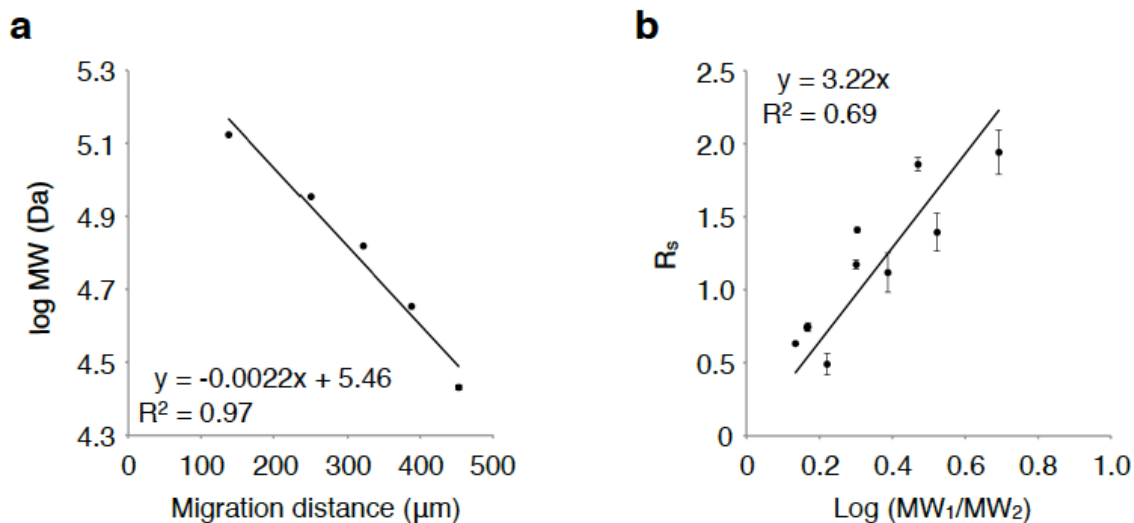 a
5.3
5.1
4.9
4.7
4.5
4.3
log MW (Da)
y = -0.0022x + 5.46
R² = 0.97
0 100 200 300 400 500
Migration distance (µm)
b
2.5
2.0
1.5
1.0
0.5
0
Rₛ
y = 3.22x
R² = 0.69
0 0.2 0.4 0.6 0.8 1.0
Log (MW₁/MW₂)